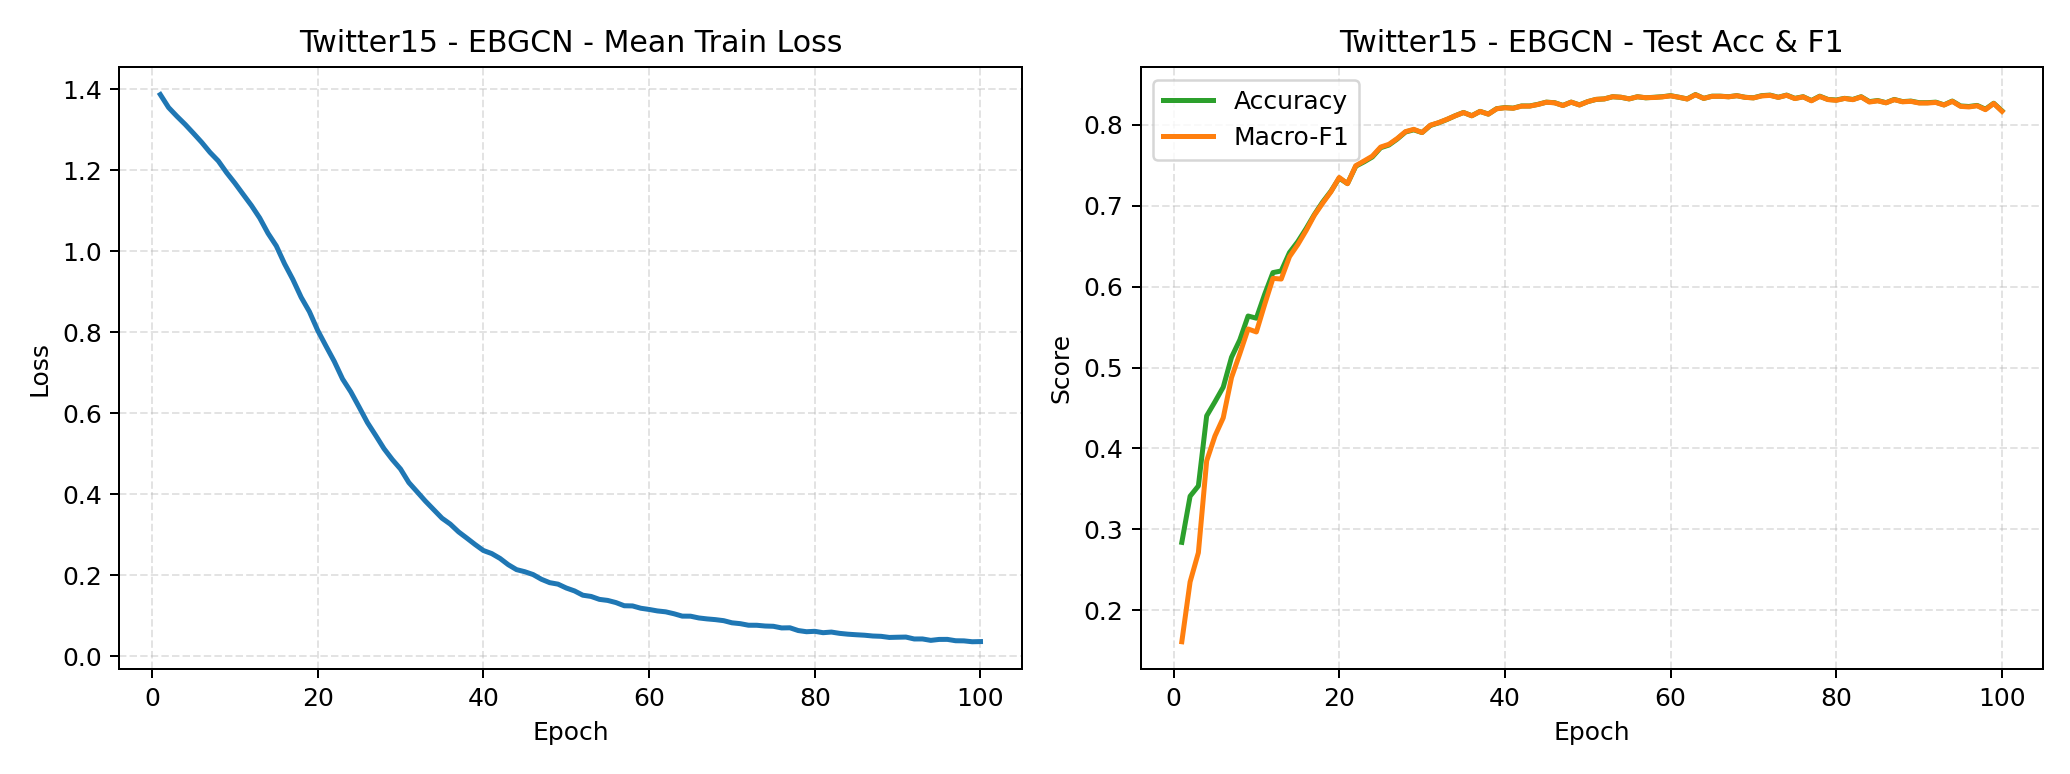 Twitter15 - EBGCN - Mean Train Loss
1.4
1.2
1.0
0.8
0.6
0.4
0.2
0.0
Loss
0 20 40 60 80 100
Epoch
Twitter15 - EBGCN - Test Acc & F1
Accuracy
Macro-F1
0.8
0.7
0.6
0.5
0.4
0.3
0.2
Score
0 20 40 60 80 100
Epoch